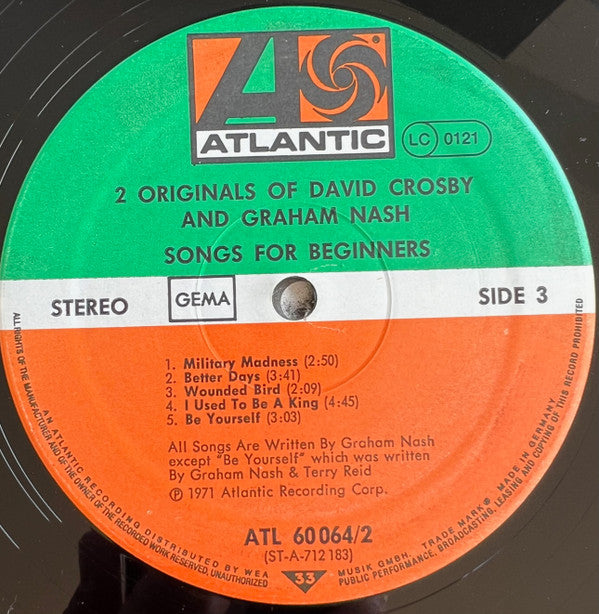 ATLANTIC
LC 0121
2 ORIGINALS OF DAVID CROSBY
AND GRAHAM NASH
SONGS FOR BEGINNERS
STEREO GEMA SIDE 3
1. Military Madness (2:50)
2. Better Days (3:41)
3. Wounded Bird (2:09)
4. I Used To Be A King (4:45)
5. Be Yourself (3:03)
All Songs Are Written By Graham Nash
except "Be Yourself" which was written
by Graham Nash & Terry Reid
℗ 1971 Atlantic Recording Corp.
ATL 60 064/2
(ST-A-712 183)
33
ALL RIGHTS OF THE MANUFACTURER AND OF THE OWNER OF THE RECORDED WORK RESERVED, UNAUTHORIZED PUBLIC PERFORMANCE, BROADCASTING, LEASING AND COPYING OF THIS RECORD PROHIBITED
AN ATLANTIC RECORDING DISTRIBUTED BY WEA MUSIK GMBH. TRADE MARK® MADE IN GERMANY